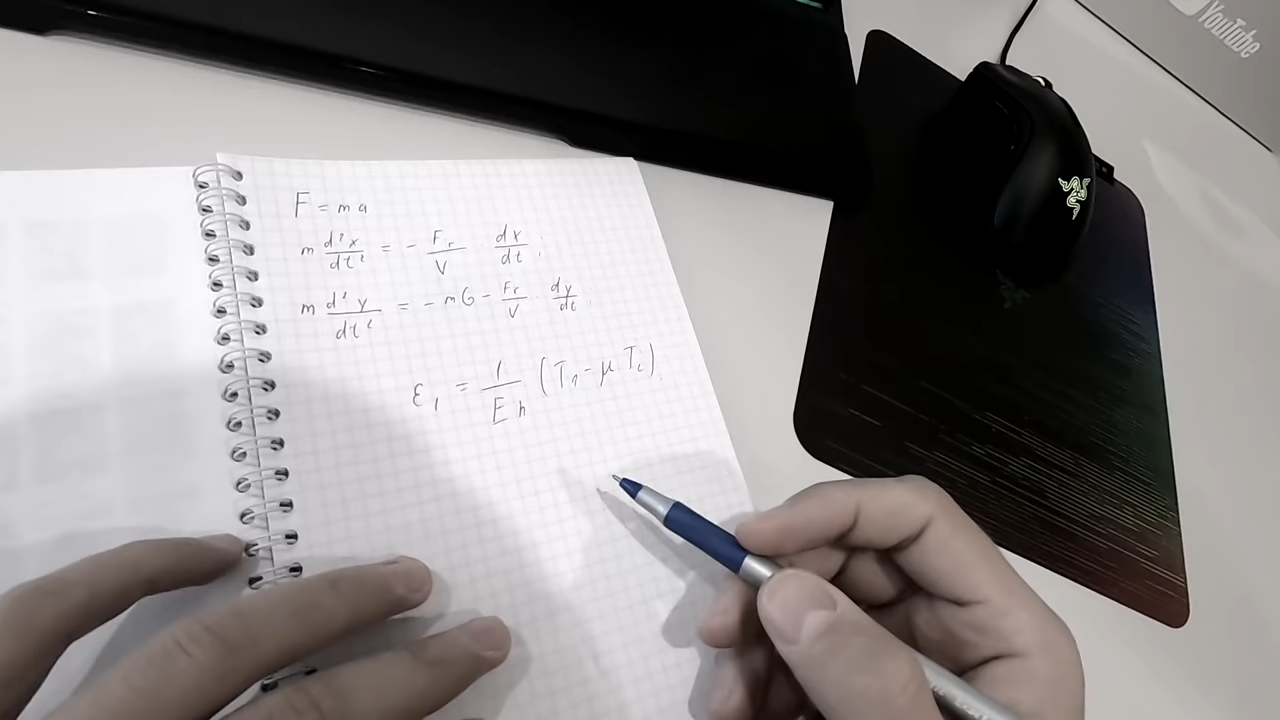 F = ma
m d²x/dt² = - Fr/V · dx/dt;
m d²y/dt² = -mG - Fr/V · dy/dt.
ε₁ = 1/Eh (T₁ - μ T₂).
YouTube